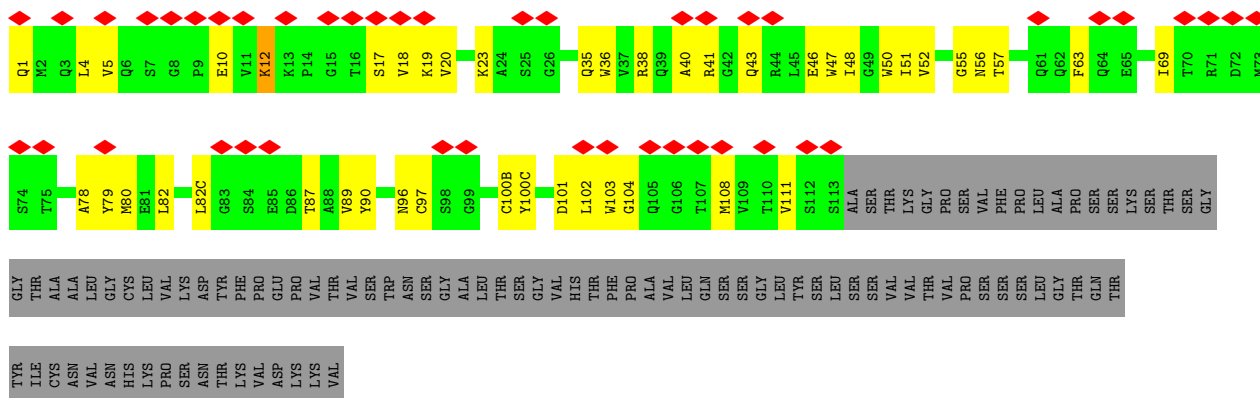 Q1 M2 Q3 L4 V5 Q6 S7 G8 P9 E10 V11 K12 K13 P14 G15 T16 S17 V18 K19 V20 K23 A24 S25 G26 Q35 W36 V37 R38 Q39 A40 R41 G42 Q43 R44 L45 E46 W47 I48 G49 W50 I51 V52 G55 N56 T57 Q61 Q62 F63 Q64 E65 I69 T70 R71 D72
S74 T75 A78 Y79 M80 E81 L82 L82C G83 S84 E85 D86 T87 A88 V89 Y90 N96 C97 S98 G99 C100B Y100C D101 L102 W103 G104 Q105 G106 T107 M108 V109 T110 V111 S112 S113 ALA SER THR LYS GLY PRO SER VAL PHE PRO LEU ALA PRO SER SER LYS SER THR SER GLY
GLY THR ALA ALA LEU GLY CYS LEU VAL LYS ASP TYR PHE PRO GLU PRO VAL THR VAL SER TRP ASN SER GLY ALA LEU THR SER GLY VAL HIS THR PHE PRO ALA VAL LEU GLN SER SER GLY LEU TYR SER LEU SER SER VAL VAL THR VAL PRO SER SER SER LEU GLY THR GLN THR
TYR ILE CYS ASN VAL ASN HIS LYS PRO SER ASN THR LYS VAL ASP LYS LYS VAL